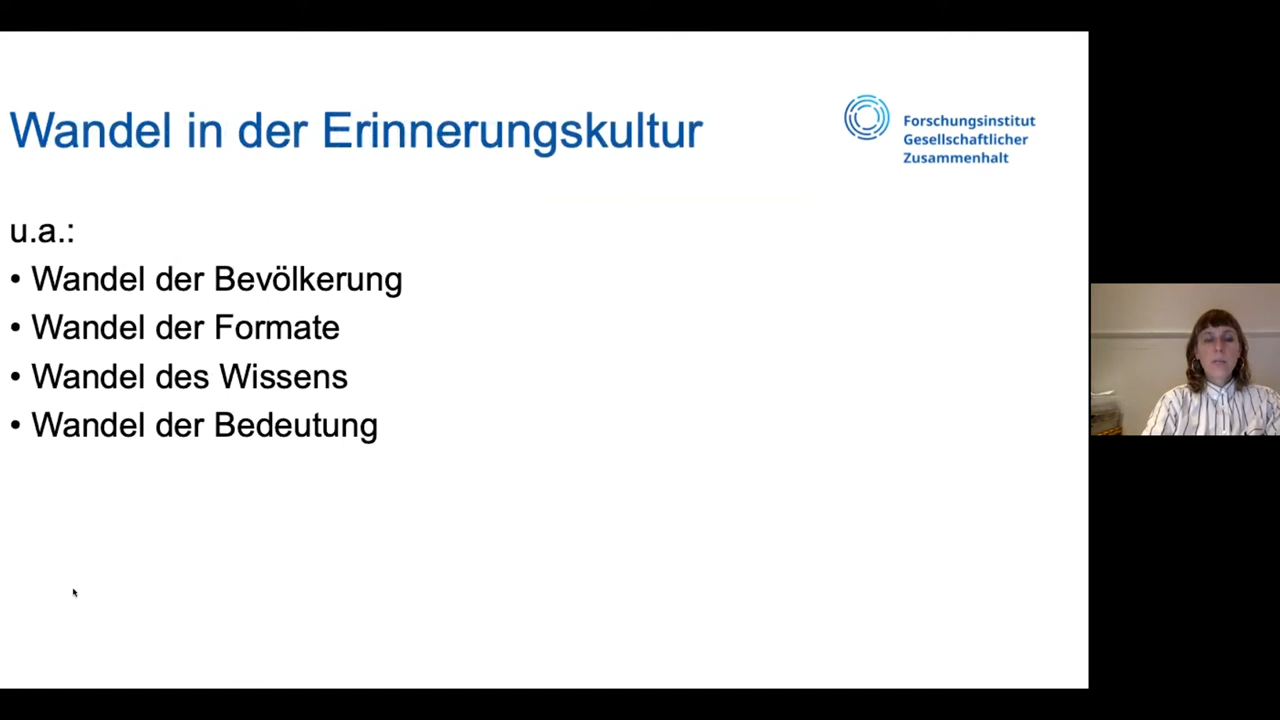 Wandel in der Erinnerungskultur
Forschungsinstitut
Gesellschaftlicher
Zusammenhalt
u.a.:
• Wandel der Bevölkerung
• Wandel der Formate
• Wandel des Wissens
• Wandel der Bedeutung